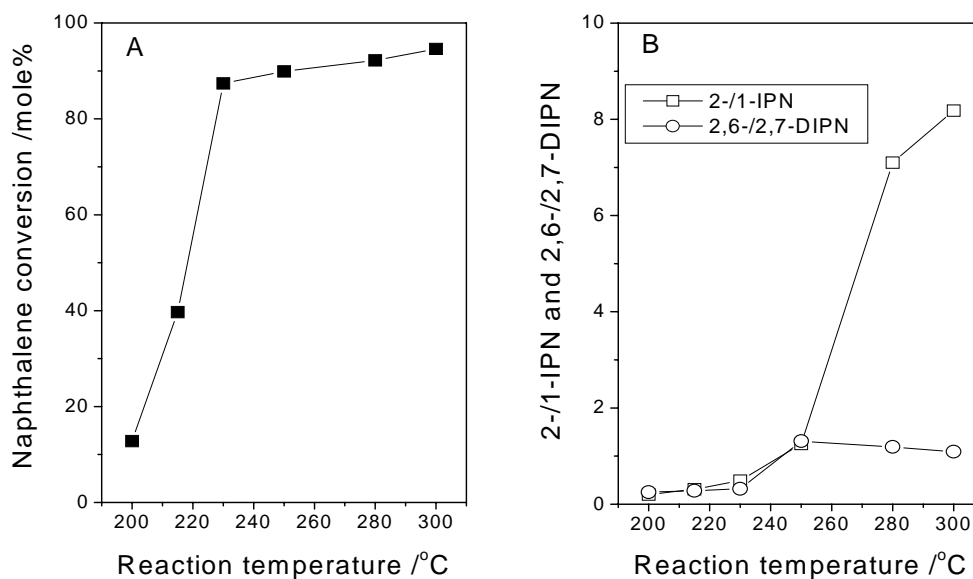 A
Naphthalene conversion /mole%
100
80
60
40
20
0
200 220 240 260 280 300
Reaction temperature /°C
B
2-/1-IPN
2,6-/2,7-DIPN
2-/1-IPN and 2,6-/2,7-DIPN
10
8
6
4
2
0
200 220 240 260 280 300
Reaction temperature /°C